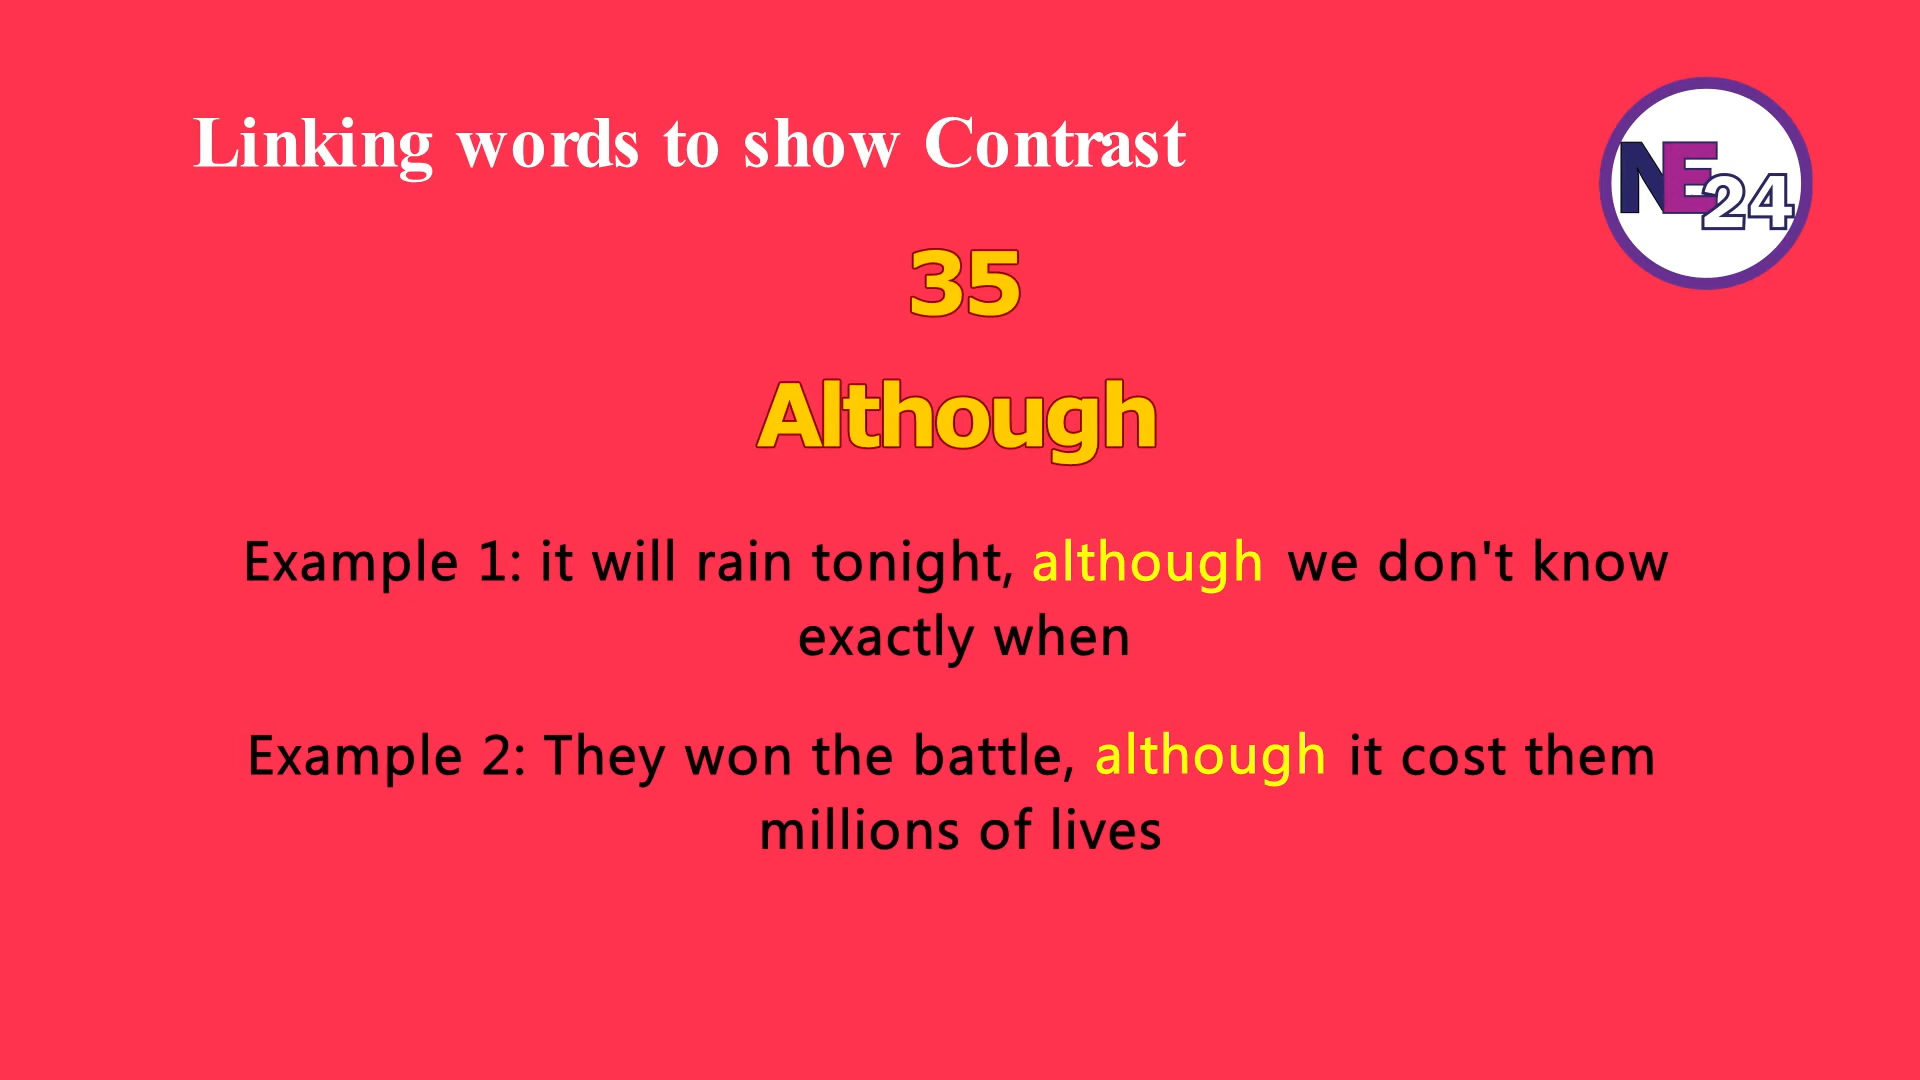 Linking words to show Contrast
NE24
35
Although
Example 1: it will rain tonight, although we don't know
exactly when
Example 2: They won the battle, although it cost them
millions of lives